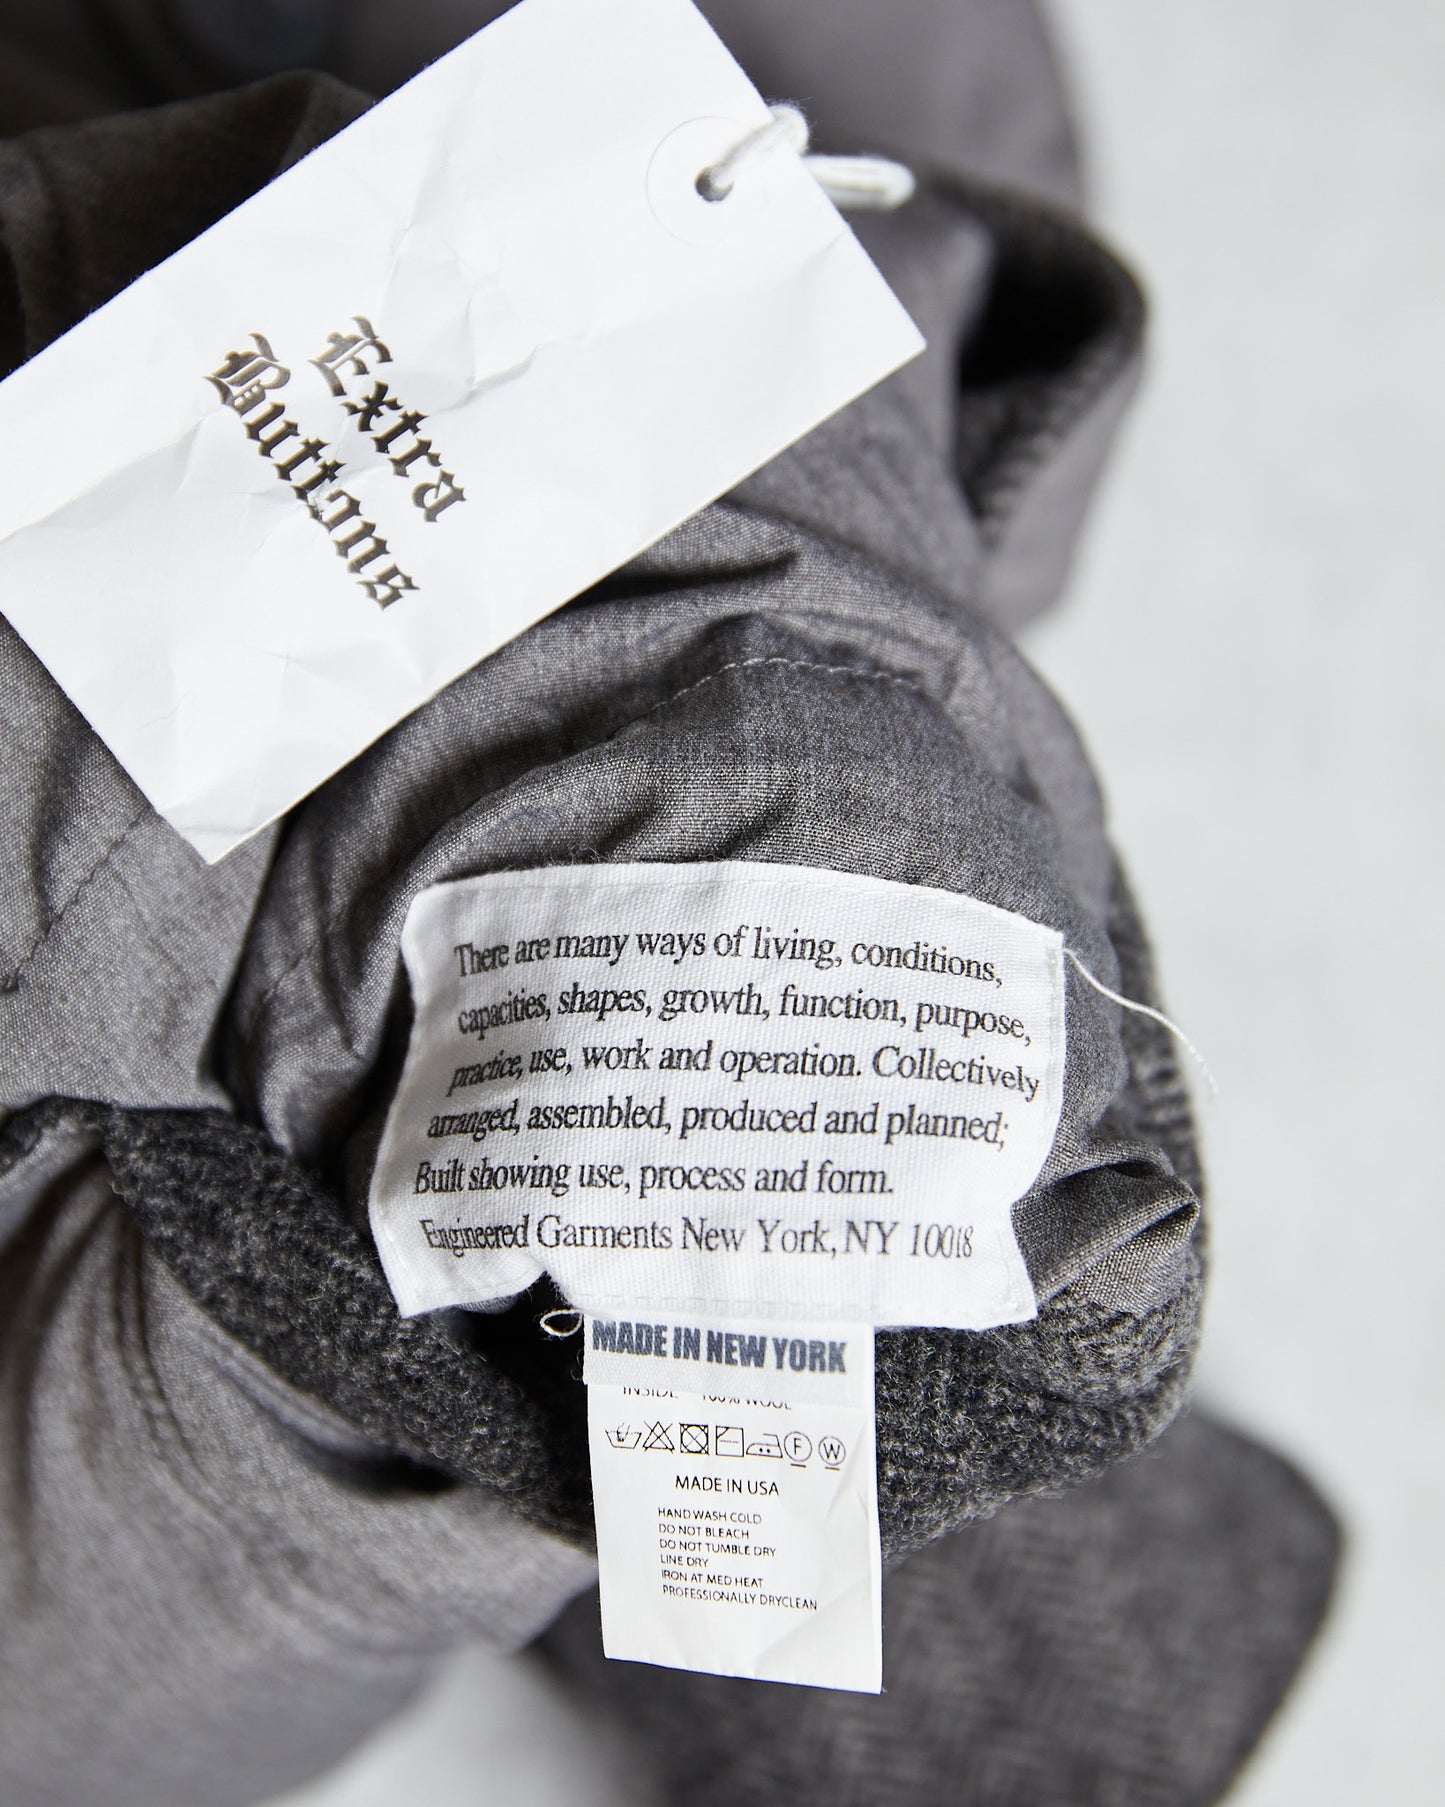 Extra
Buttons
There are many ways of living, conditions,
capacities, shapes, growth, function, purpose,
practice, use, work and operation. Collectively
arranged, assembled, produced and planned;
Built showing use, process and form.
Engineered Garments New York, NY 10018
MADE IN NEW YORK
INSIDE 100% WOOL
F W
MADE IN USA
HAND WASH COLD
DO NOT BLEACH
DO NOT TUMBLE DRY
LINE DRY
IRON AT MED HEAT
PROFESSIONALLY DRYCLEAN